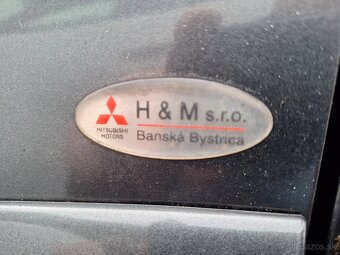 H & M s.r.o.
MITSUBISHI
MOTORS
Banská Bystrica